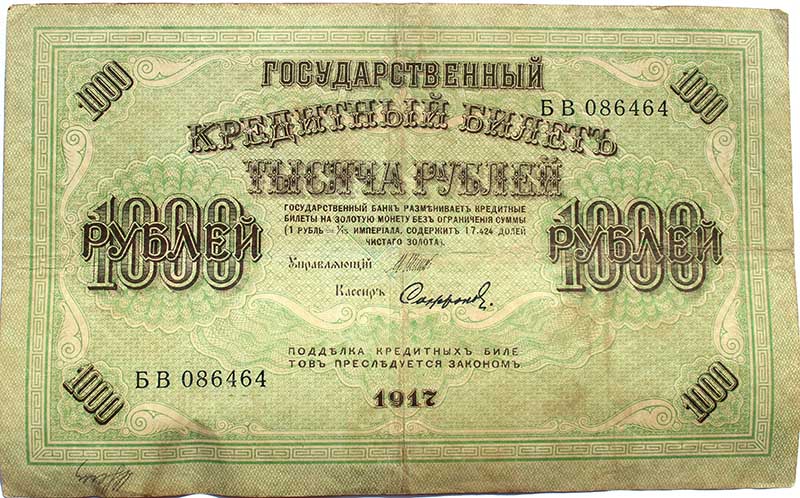 1000
1000
ГОСУДАРСТВЕННЫЙ
БВ 086464
КРЕДИТНЫЙ БИЛЕТЪ
ТЫСЯЧА РУБЛЕЙ
1000
РУБЛЕЙ
1000
РУБЛЕЙ
ГОСУДАРСТВЕННЫЙ БАНКЪ РАЗМѢНИВАЕТЪ КРЕДИТНЫЕ
БИЛЕТЫ НА ЗОЛОТУЮ МОНЕТУ БЕЗЪ ОГРАНИЧЕНІЯ СУММЫ
(1 РУБЛЬ = 1/15 ИМПЕРІАЛА, СОДЕРЖИТЪ 17.424 ДОЛЕЙ
ЧИСТАГО ЗОЛОТА).
Управляющій
Кассиръ Сафронов
ПОДДѢЛКА КРЕДИТНЫХЪ БИЛЕ
ТОВЪ ПРЕСЛѢДУЕТСЯ ЗАКОНОМЪ
БВ 086464
1917
1000
1000